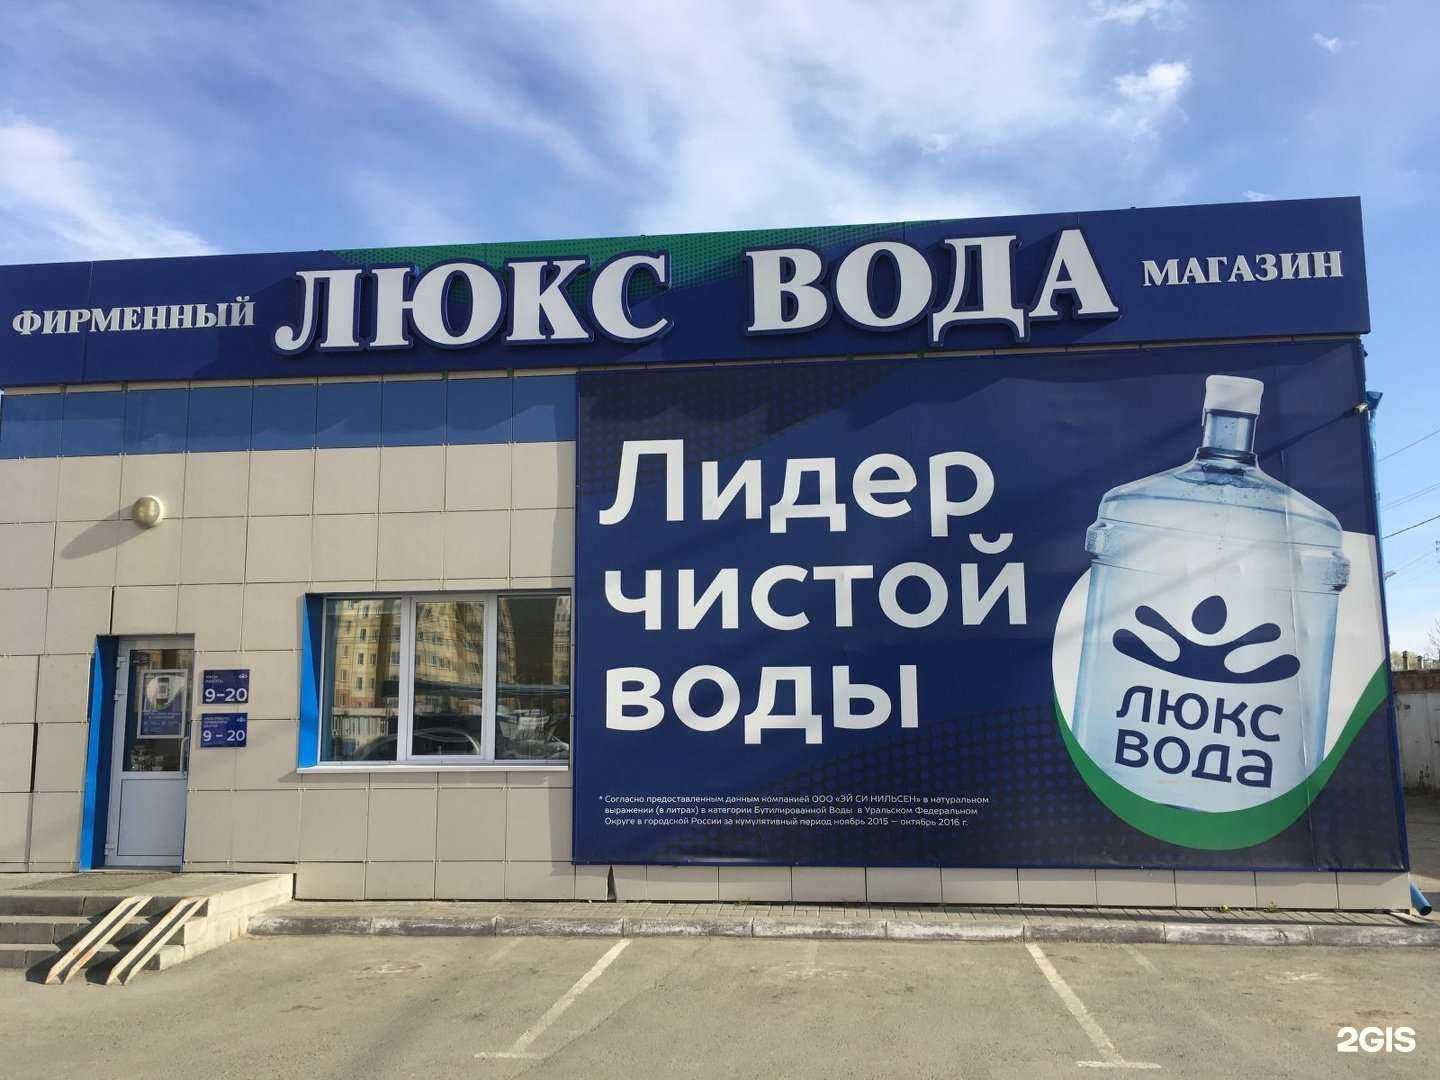 ФИРМЕННЫЙ ЛЮКС ВОДА МАГАЗИН
Лидер
чистой
воды
ЛЮКС
ВОДА
* Согласно предоставленным данным компанией ООО «ЭЙ СИ НИЛЬСЕН» в натуральном
выражении (в литрах) в категории Бутилированной Воды в Уральском Федеральном
Округе в городской России за кумулятивный период ноябрь 2015 — октябрь 2016 г.
9-20
9 - 20
2GIS